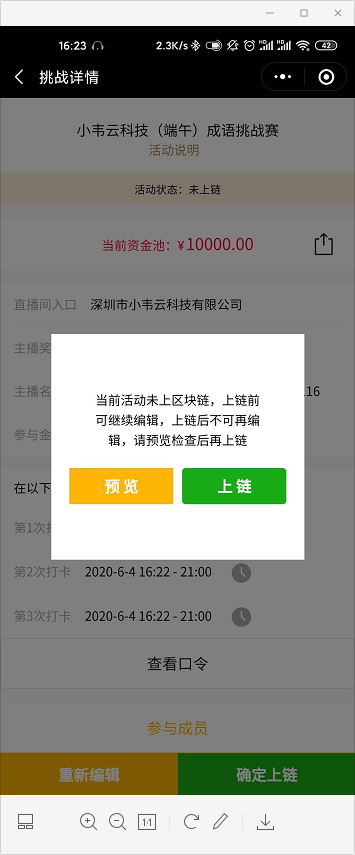 16:23 2.3K/s HD HD 42
挑战详情
小韦云科技（端午）成语挑战赛
活动说明
活动状态：未上链
当前资金池：¥10000.00
直播间入口 深圳市小韦云科技有限公司
主播奖
主播名
116
参与金
当前活动未上区块链，上链前
可继续编辑，上链后不可再编
辑，请预览检查后再上链
预 览 上 链
在以下
第1次打
第2次打卡 2020-6-4 16:22 - 21:00
第3次打卡 2020-6-4 16:22 - 21:00
查看口令
参与成员
重新编辑 确定上链
1:1